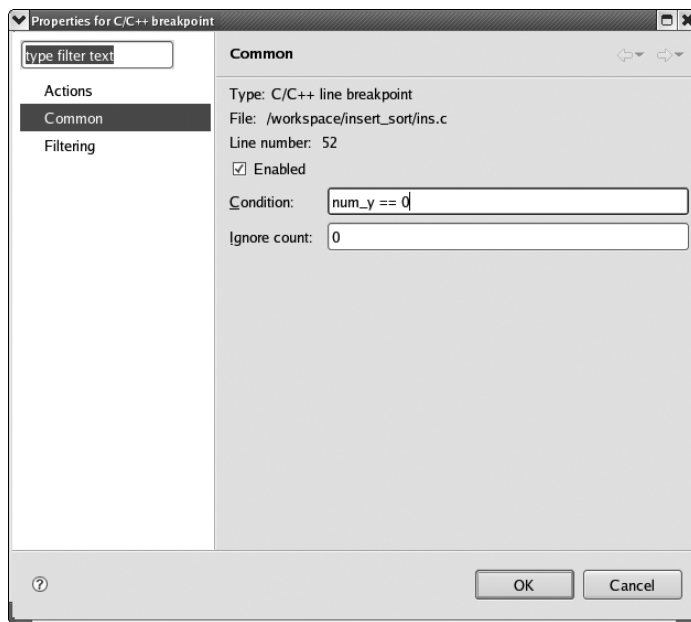 Properties for C/C++ breakpoint
type filter text
Actions
Common
Filtering
Common
Type: C/C++ line breakpoint
File: /workspace/insert_sort/ins.c
Line number: 52
Enabled
Condition: num_y == 0
Ignore count: 0
OK Cancel